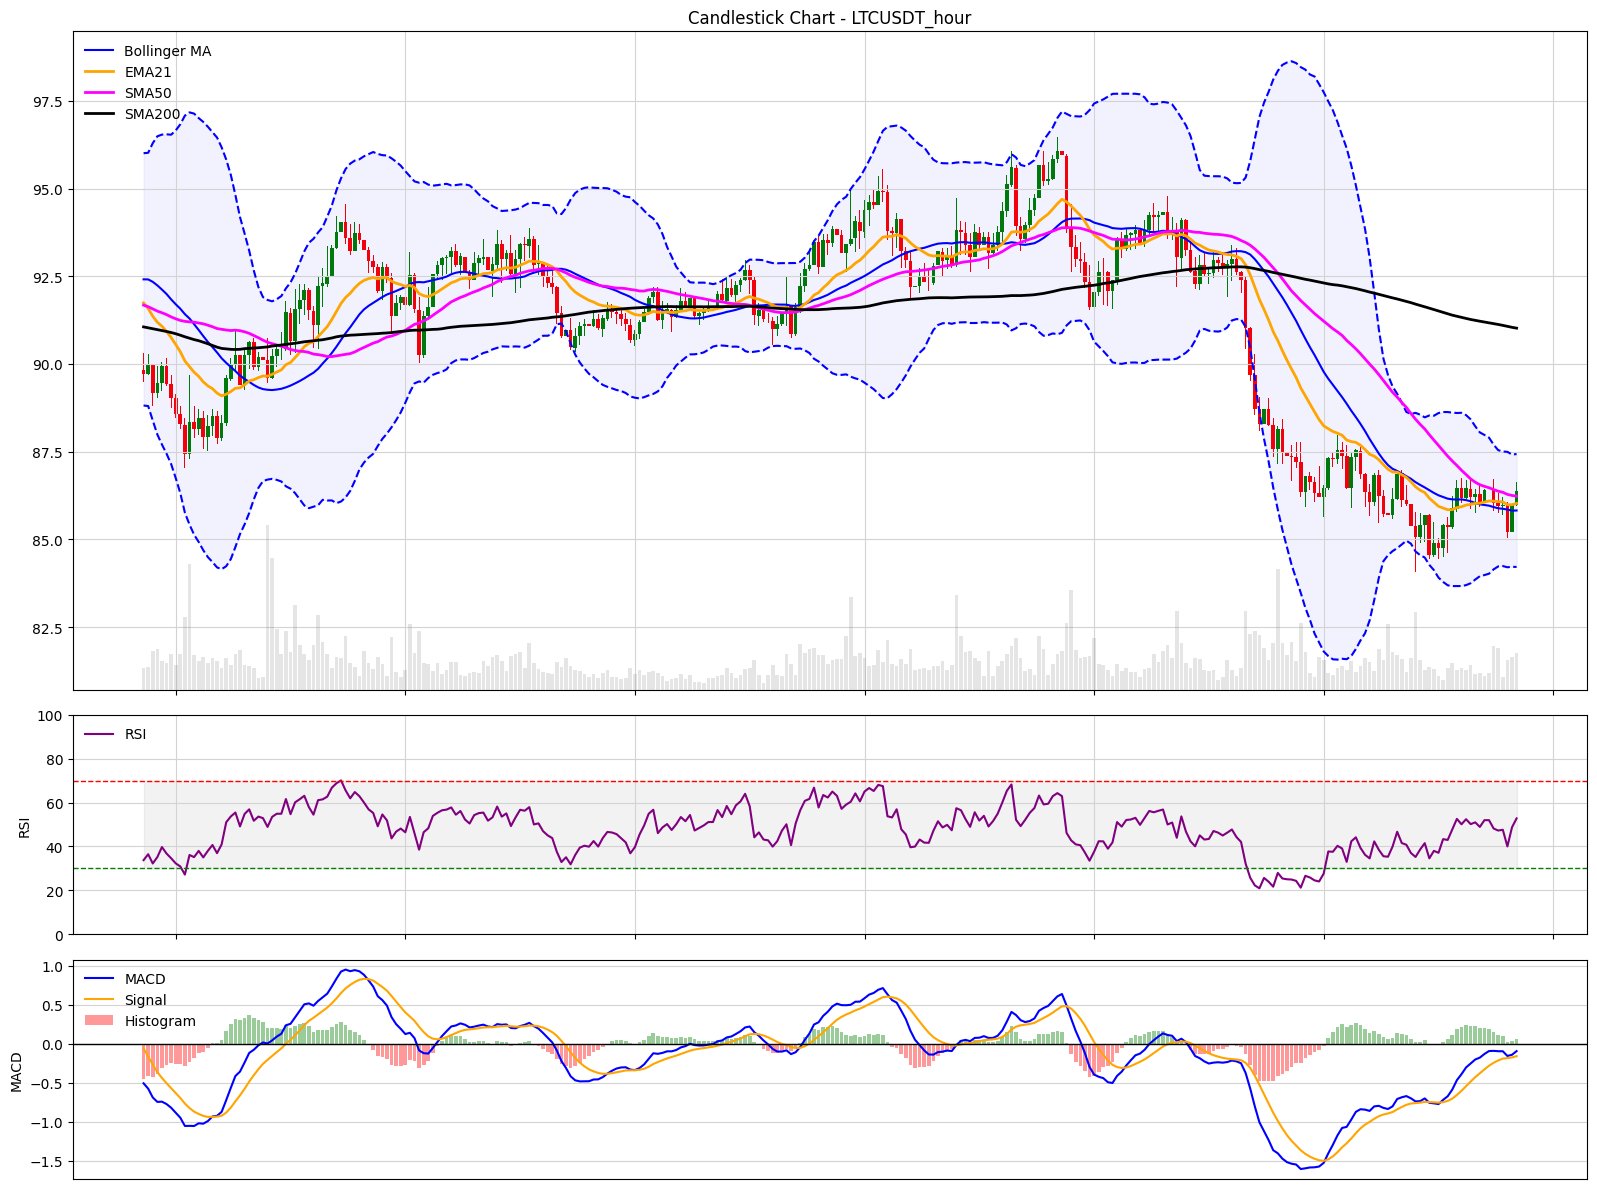 Candlestick Chart - LTCUSDT_hour
Bollinger MA
EMA21
SMA50
SMA200
97.5
95.0
92.5
90.0
87.5
85.0
82.5
RSI
RSI
100
80
60
40
20
0
MACD
Signal
Histogram
MACD
1.0
0.5
0.0
−0.5
−1.0
−1.5